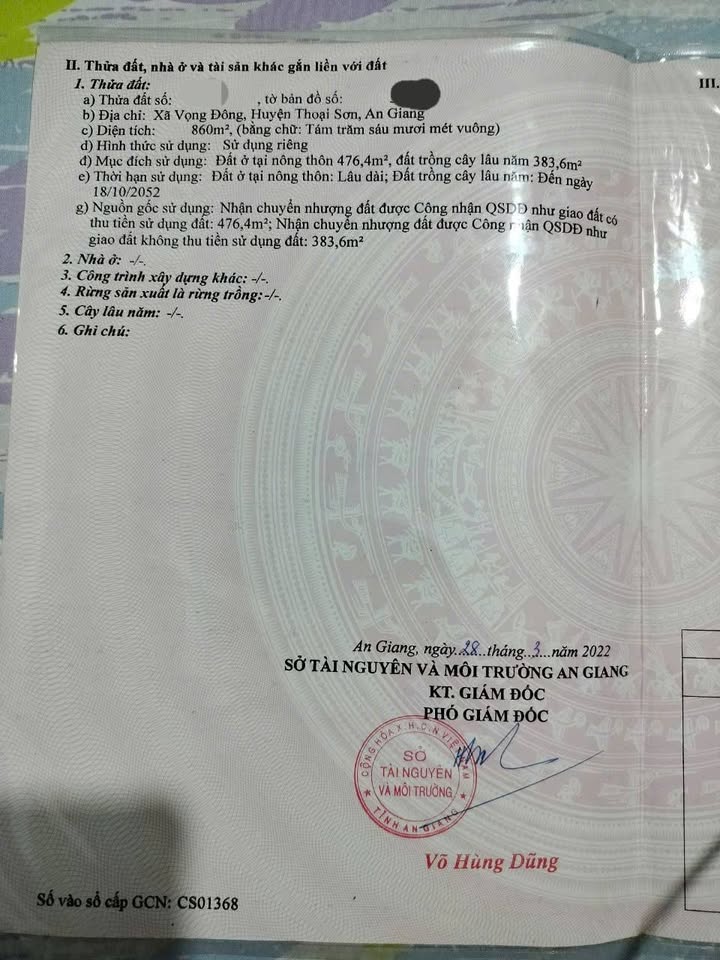 II. Thửa đất, nhà ở và tài sản khác gắn liền với đất
III.
1. Thửa đất:
a) Thửa đất số: , tờ bản đồ số:
b) Địa chỉ: Xã Vọng Đông, Huyện Thoại Sơn, An Giang
c) Diện tích: 860m², (bằng chữ: Tám trăm sáu mươi mét vuông)
d) Hình thức sử dụng: Sử dụng riêng
đ) Mục đích sử dụng: Đất ở tại nông thôn 476,4m², đất trồng cây lâu năm 383,6m²
e) Thời hạn sử dụng: Đất ở tại nông thôn: Lâu dài; Đất trồng cây lâu năm: Đến ngày
18/10/2052
g) Nguồn gốc sử dụng: Nhận chuyển nhượng đất được Công nhận QSDĐ như giao đất có
thu tiền sử dụng đất: 476,4m²; Nhận chuyển nhượng đất được Công nhận QSDĐ như
giao đất không thu tiền sử dụng đất: 383,6m²
2. Nhà ở: -/-.
3. Công trình xây dựng khác: -/-.
4. Rừng sản xuất là rừng trồng: -/-.
5. Cây lâu năm: -/-.
6. Ghi chú:
An Giang, ngày..28...tháng..3...năm 2022
SỞ TÀI NGUYÊN VÀ MÔI TRƯỜNG AN GIANG
KT. GIÁM ĐỐC
PHÓ GIÁM ĐỐC
CỘNG HÒA X.H.C.N VIỆT NAM
SỞ
TÀI NGUYÊN
VÀ MÔI TRƯỜNG
TỈNH AN GIANG
Võ Hùng Dũng
Số vào sổ cấp GCN: CS01368